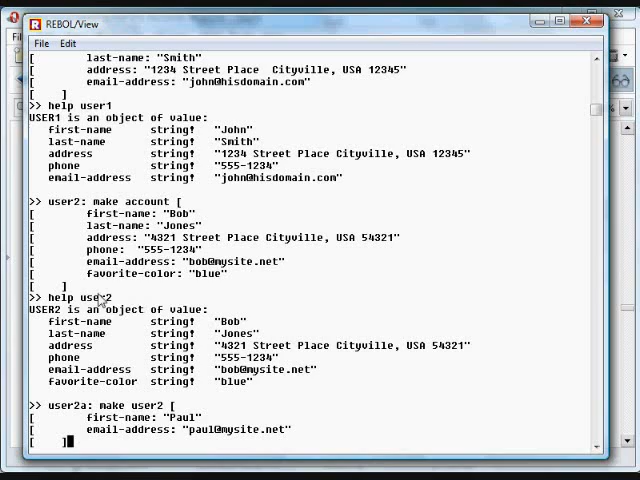 REBOL/View
File Edit
[ last-name: "Smith"
[ address: "1234 Street Place  Cityville, USA 12345"
[ email-address: "john@hisdomain.com"
[ ]
>> help user1
USER1 is an object of value:
first-name string! "John"
last-name string! "Smith"
address string! "1234 Street Place Cityville, USA 12345"
phone string! "555-1234"
email-address string! "john@hisdomain.com"
>> user2: make account [
[ first-name: "Bob"
[ last-name: "Jones"
[ address: "4321 Street Place Cityville, USA 54321"
[ phone:  "555-1234"
[ email-address: "bob@mysite.net"
[ favorite-color: "blue"
[ ]
>> help user2
USER2 is an object of value:
first-name string! "Bob"
last-name string! "Jones"
address string! "4321 Street Place Cityville, USA 54321"
phone string! "555-1234"
email-address string! "bob@mysite.net"
favorite-color string! "blue"
>> user2a: make user2 [
[ first-name: "Paul"
[ email-address: "paul@mysite.net"
[ ]